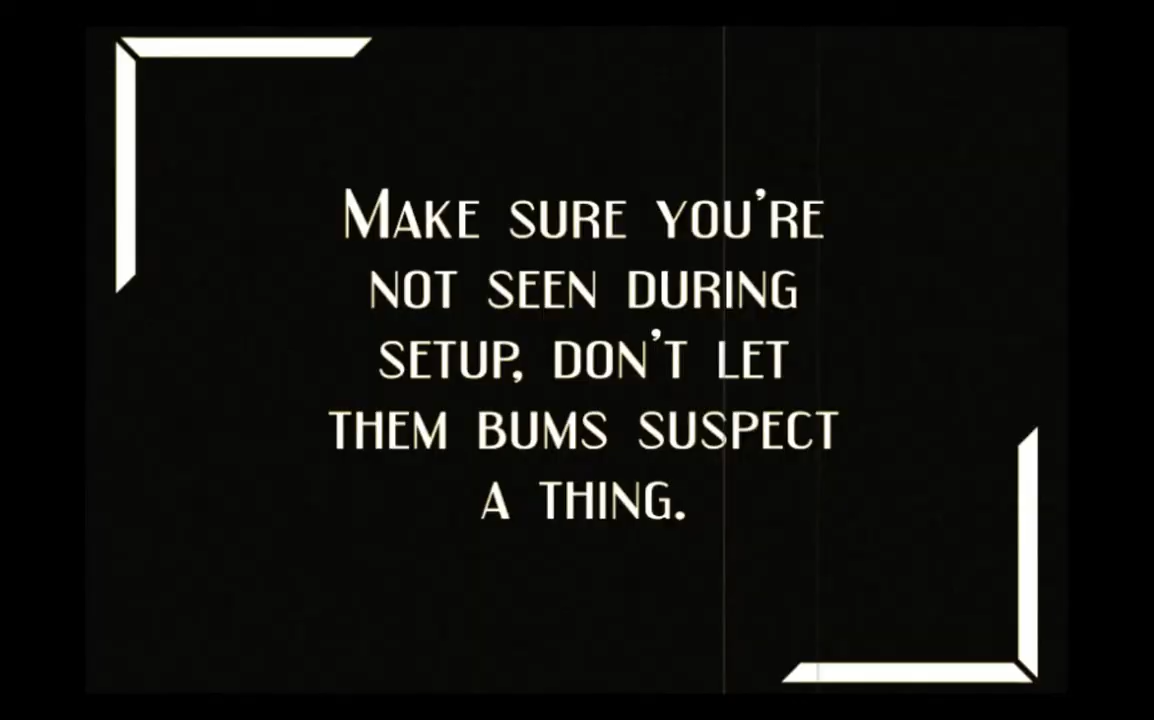 Make sure you're
not seen during
setup, don't let
them bums suspect
a thing.